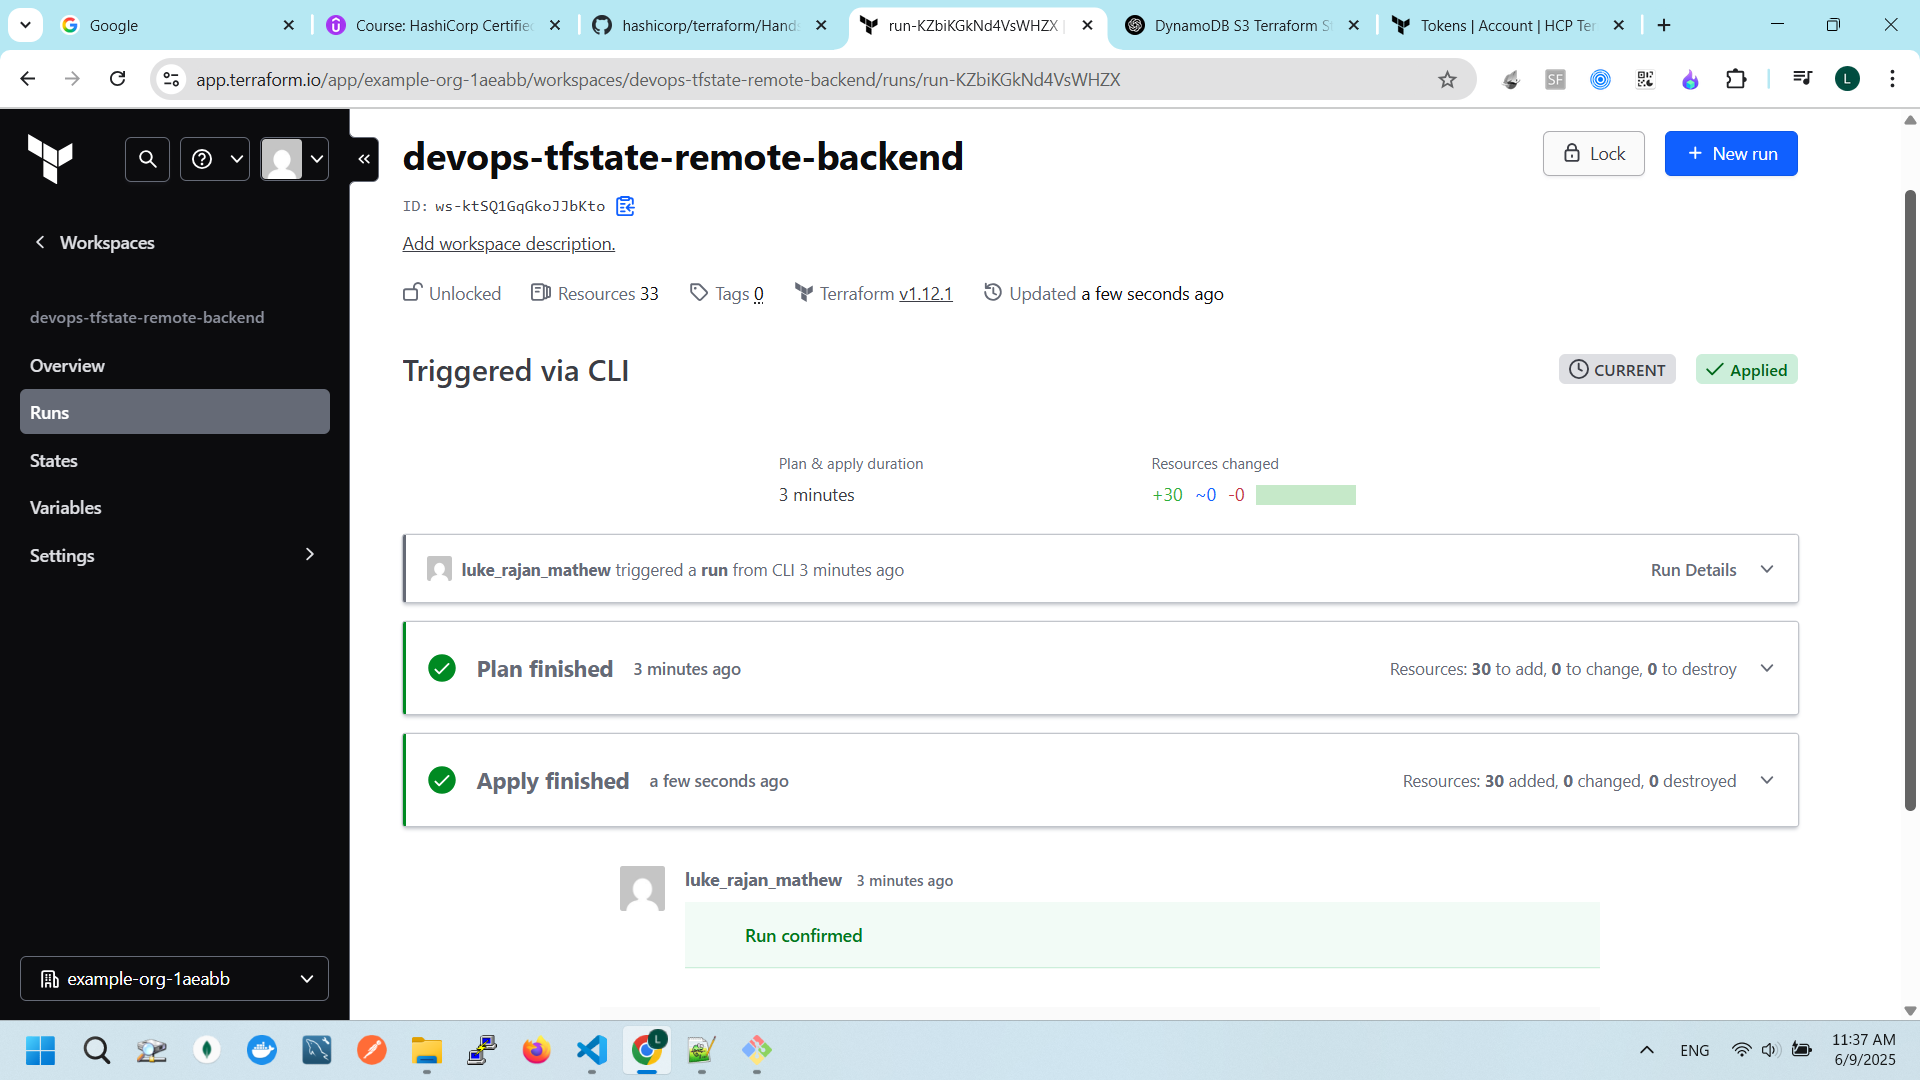 Google
Course: HashiCorp Certifie
hashicorp/terraform/Hands
run-KZbiKGkNd4VsWHZX |
DynamoDB S3 Terraform St
Tokens | Account | HCP Ter
app.terraform.io/app/example-org-1aeabb/workspaces/devops-tfstate-remote-backend/runs/run-KZbiKGkNd4VsWHZX
SF
L
Workspaces
devops-tfstate-remote-backend
Overview
Runs
States
Variables
Settings
example-org-1aeabb
devops-tfstate-remote-backend
Lock
+ New run
ID: ws-ktSQ1GqGkoJJbKto
Add workspace description.
Unlocked Resources 33 Tags 0 Terraform v1.12.1 Updated a few seconds ago
Triggered via CLI
CURRENT
Applied
Plan & apply duration
3 minutes
Resources changed
+30 ~0 -0
luke_rajan_mathew triggered a run from CLI 3 minutes ago
Run Details
Plan finished 3 minutes ago
Resources: 30 to add, 0 to change, 0 to destroy
Apply finished a few seconds ago
Resources: 30 added, 0 changed, 0 destroyed
luke_rajan_mathew 3 minutes ago
Run confirmed
L
ENG
11:37 AM
6/9/2025